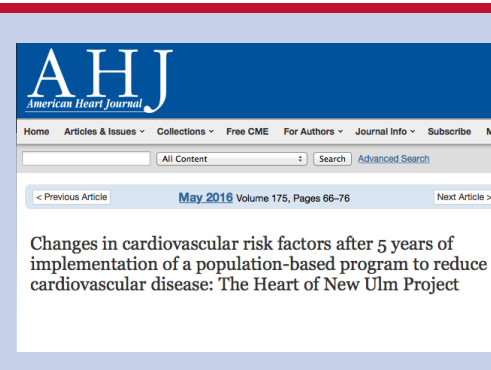 AHJ
American Heart Journal
Home Articles & Issues Collections Free CME For Authors Journal Info Subscribe M
All Content Search Advanced Search
< Previous Article May 2016 Volume 175, Pages 66–76 Next Article >
Changes in cardiovascular risk factors after 5 years of
implementation of a population-based program to reduce
cardiovascular disease: The Heart of New Ulm Project